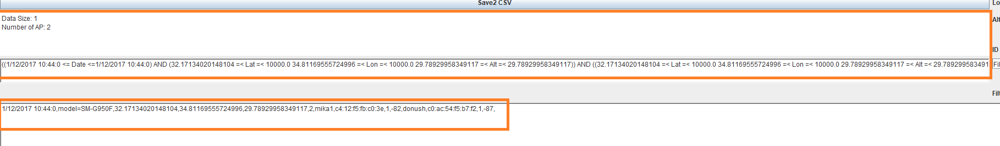 Save2 CSV
Lo
Data Size: 1
Alt
Number of AP: 2
ID
((1/12/2017 10:44:0 <= Date <=1/12/2017 10:44:0) AND (32.17134020148104 =< Lat =< 10000.0 34.81169555724996 =< Lon =< 10000.0 29.78929958349117 =< Alt =< 29.78929958349117)) AND ((32.17134020148104 =< Lat =< 10000.0 34.81169555724996 =< Lon =< 10000.0 29.78929958349117 =< Alt =< 29.789299583491
Fil
Filt
1/12/2017 10:44:0,model=SM-G950F,32.17134020148104,34.81169555724996,29.78929958349117,2,mika1,c4:12:f5:fb:c0:3e,1,-82,donush,c0:ac:54:f5:b7:f2,1,-87,